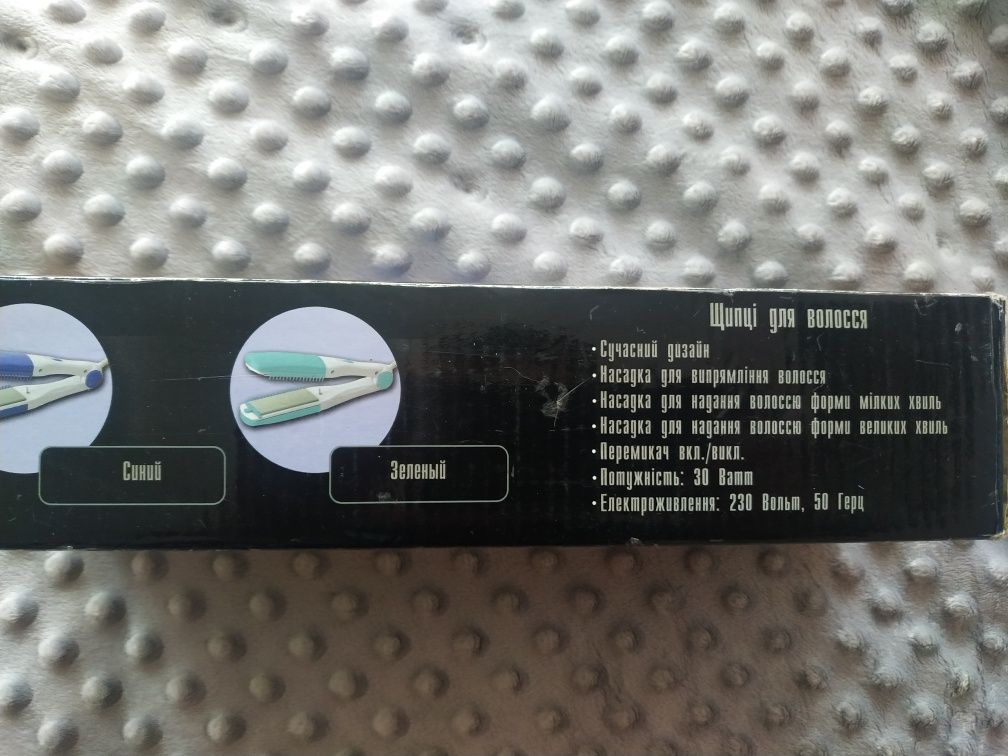 Щипці для волосся
•Сучасний дизайн
•Насадка для випрямління волосся
•Насадка для надання волоссю форми мілких хвиль
•Насадка для надання волоссю форми великих хвиль
•Перемикач вкл./викл.
•Потужність: 30 Ватт
•Електроживлення: 230 Вольт, 50 Герц
Синий
Зеленый